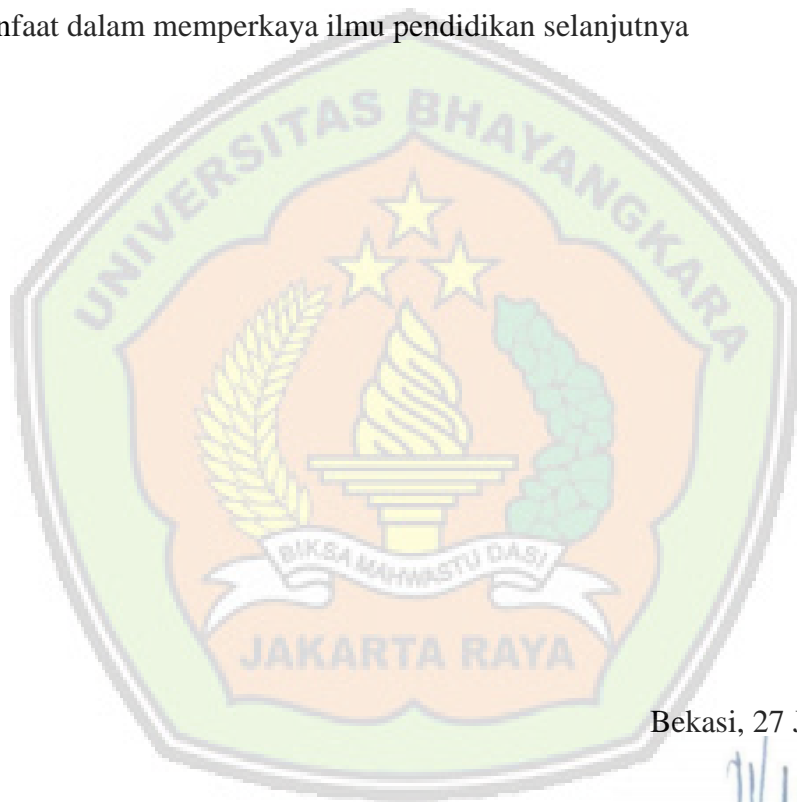 nfaat dalam memperkaya ilmu pendidikan selanjutnya
UNIVERSITAS BHAYANGKARA
BIKSA MAHWASTU DASI
JAKARTA RAYA
Bekasi, 27 J